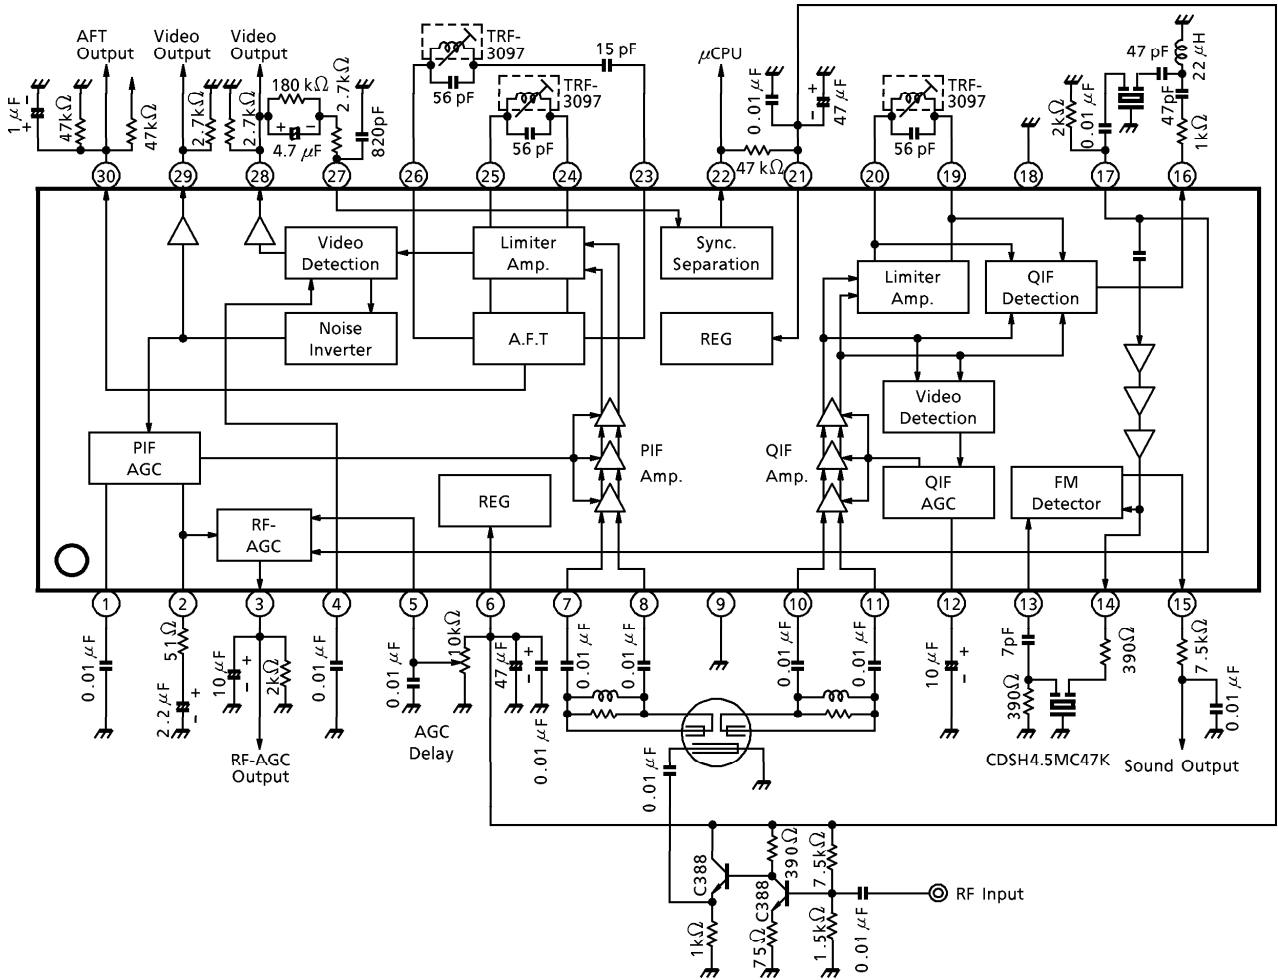 AFT
Output
Video
Output
Video
Output
TRF-
3097
15 pF
56 pF
TRF-
3097
56 pF
μCPU
TRF-
3097
56 pF
47 pF
22 μH
1 μF
-
+
47kΩ
47kΩ
2.7kΩ
2.7kΩ
180 kΩ
+
-
4.7 μF
2.7kΩ
820pF
0.01 μF
+
-
47 μF
47 kΩ
2kΩ
0.01 μF
47pF
1kΩ
30
29
28
27
26
25
24
23
22
21
20
19
18
17
16
Video
Detection
Limiter
Amp.
Sync.
Separation
Limiter
Amp.
QIF
Detection
Noise
Inverter
A.F.T
REG
Video
Detection
PIF
AGC
PIF
Amp.
QIF
Amp.
REG
QIF
AGC
FM
Detector
RF-
AGC
1
2
3
4
5
6
7
8
9
10
11
12
13
14
15
0.01 μF
51Ω
2.2 μF
+
-
10 μF
+
-
2kΩ
0.01 μF
0.01 μF
10kΩ
47 μF
+
-
0.01 μF
0.01 μF
0.01 μF
0.01 μF
0.01 μF
10 μF
+
-
7pF
390Ω
390Ω
7.5kΩ
0.01 μF
RF-AGC
Output
AGC
Delay
CDSH4.5MC47K
Sound Output
0.01 μF
C388
390Ω
C388
7.5kΩ
RF Input
1kΩ
75Ω
1.5kΩ
0.01 μF